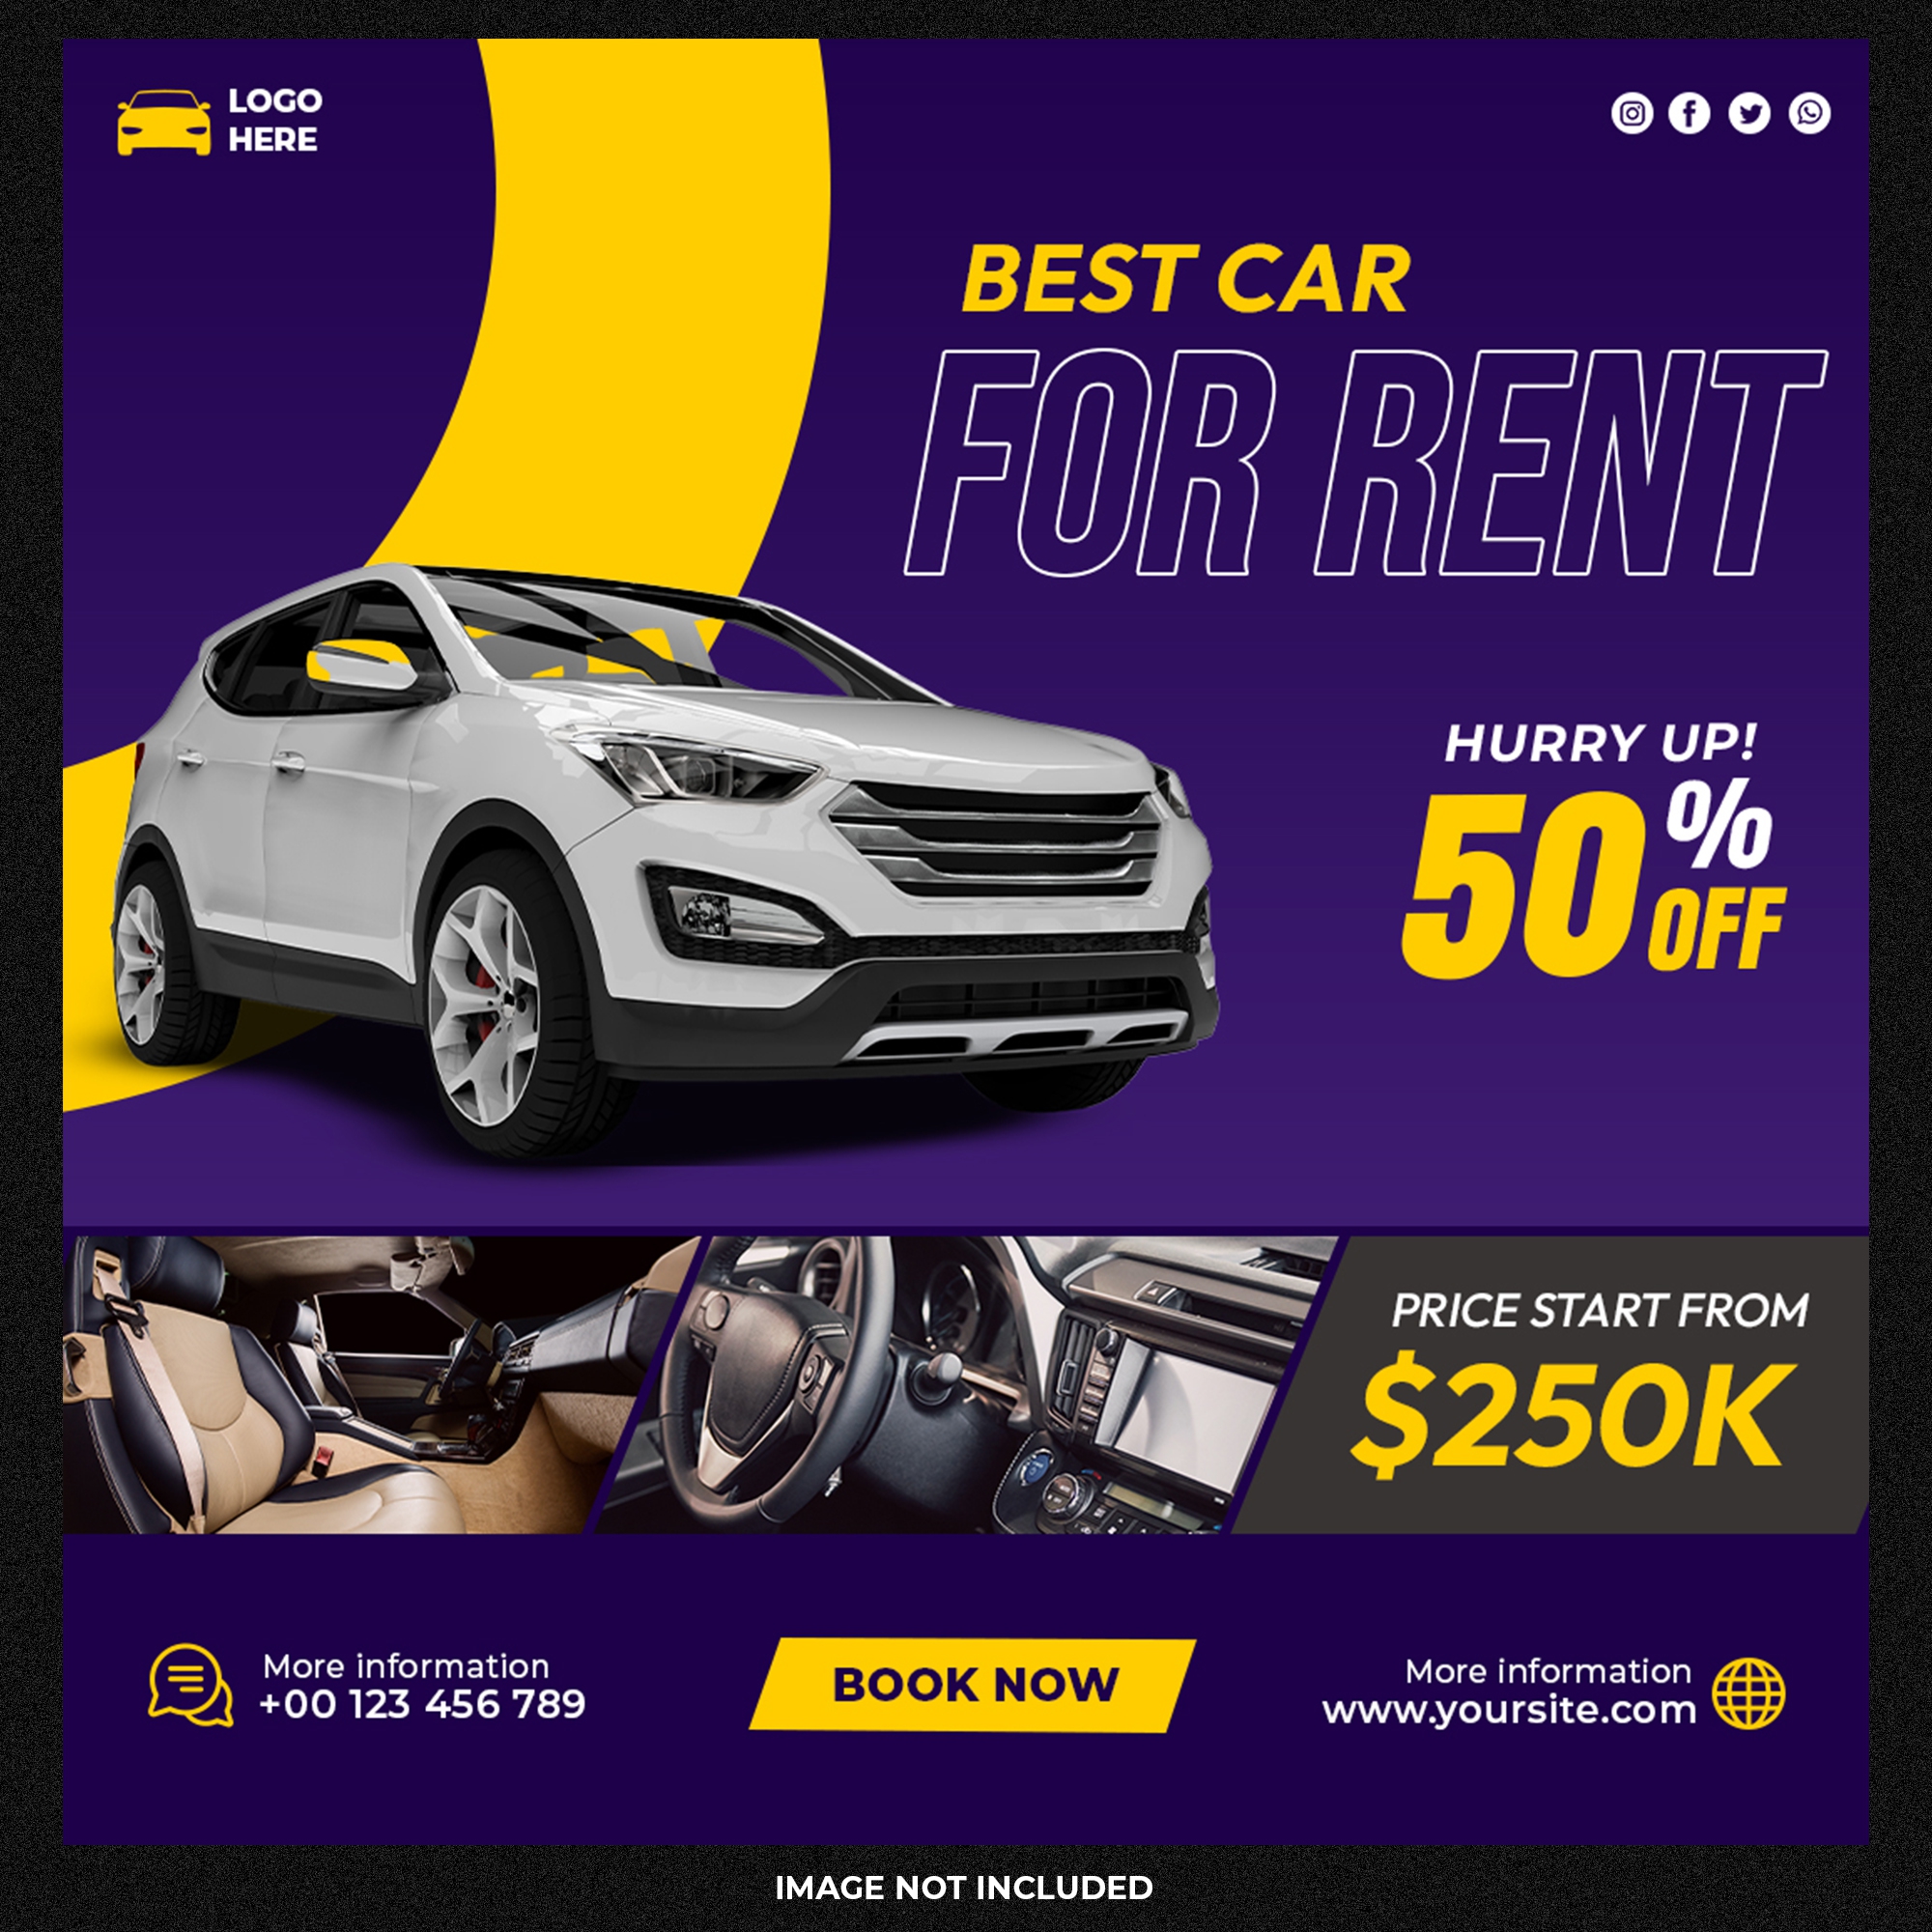 LOGO
HERE
BEST CAR
FOR RENT
HURRY UP!
50%
OFF
PRICE START FROM
$250K
More information
+00 123 456 789
BOOK NOW
More information
www.yoursite.com
IMAGE NOT INCLUDED